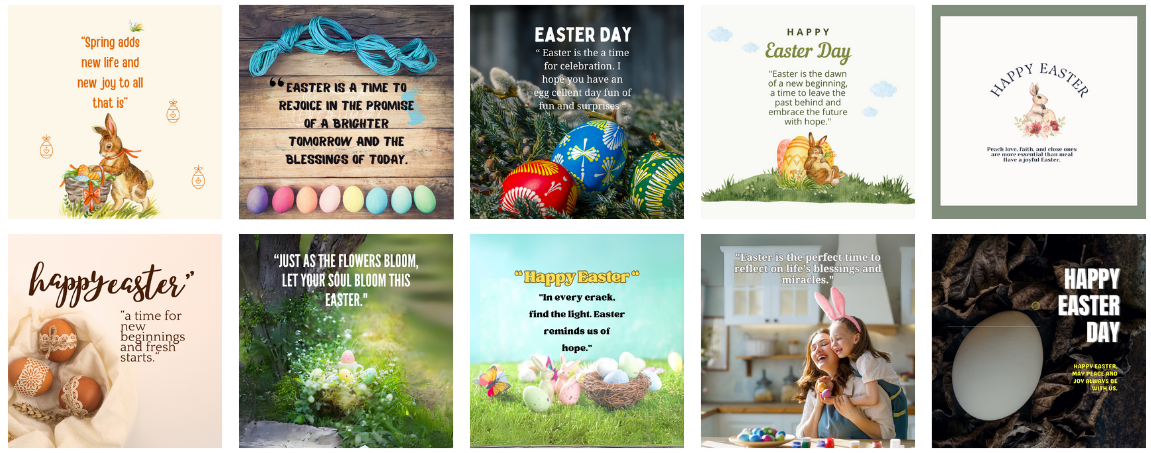 “Spring adds
new life and
new joy to all
that is”
“ EASTER IS A TIME TO
REJOICE IN THE PROMISE
OF A BRIGHTER
TOMORROW AND THE
BLESSINGS OF TODAY.
EASTER DAY
“ Easter is the a time
for celebration. I
hope you have an
egg cellent day fun of
fun and surprises “
HAPPY
Easter Day
"Easter is the dawn
of a new beginning,
a time to leave the
past behind and
embrace the future
with hope."
HAPPY EASTER
Peach love, faith, and close ones
are more essential than meal
Have a joyful Easter.
happyeaster”
“a time for
new
beginnings
and fresh
starts.”
“JUST AS THE FLOWERS BLOOM,
LET YOUR SOUL BLOOM THIS
EASTER."
“Happy Easter“
"In every crack,
find the light. Easter
reminds us of
hope."
"Easter is the perfect time to
reflect on life's blessings and
miracles."
HAPPY
EASTER
DAY
HAPPY EASTER.
MAY PEACE AND
JOY ALWAYS BE
WITH US.